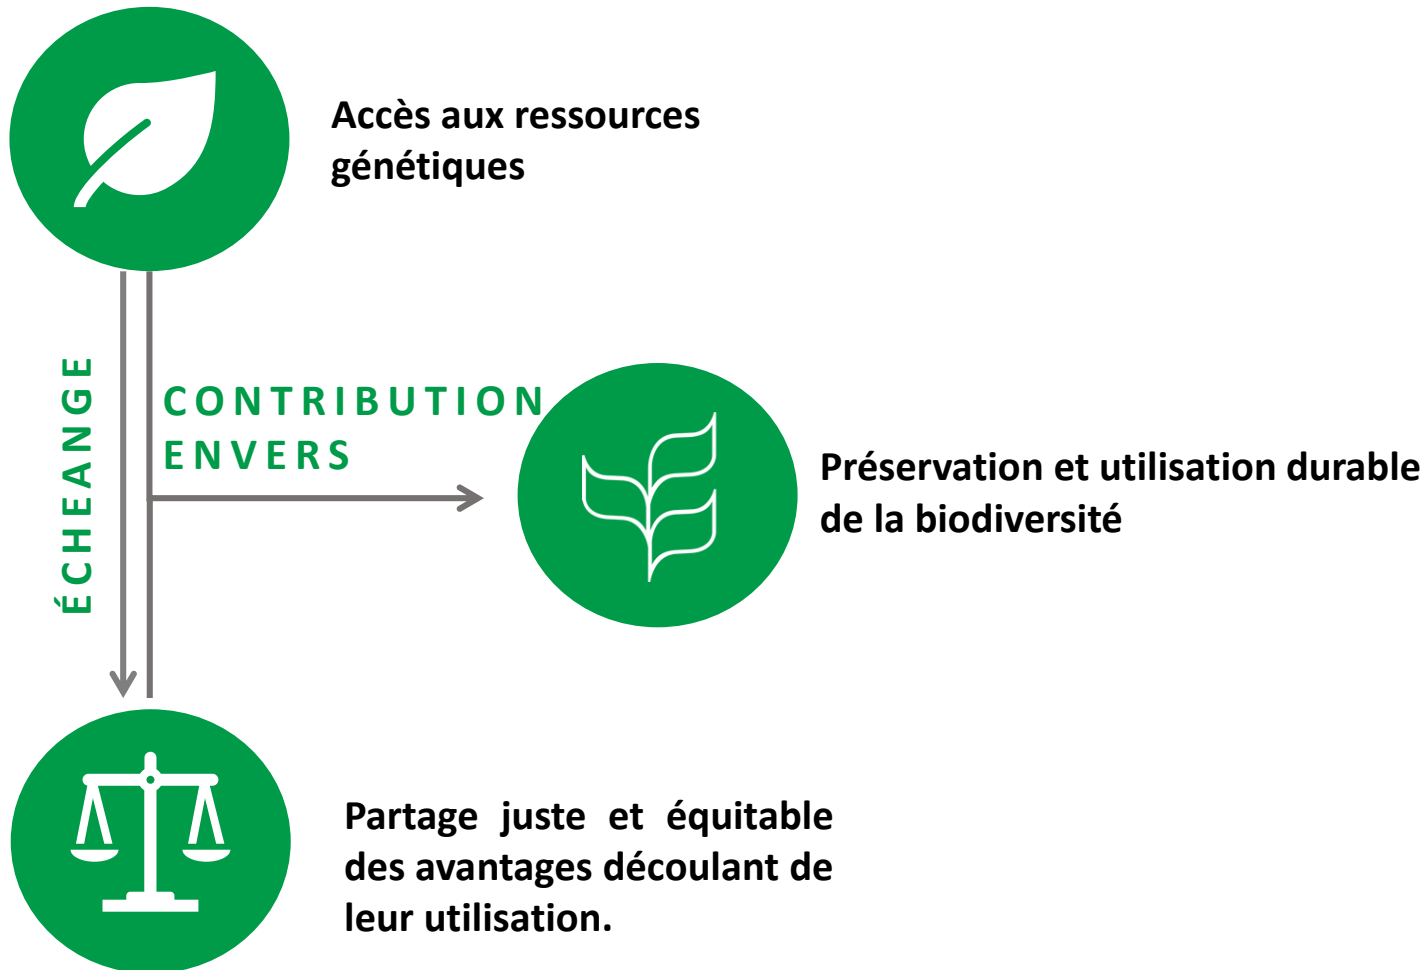 Accès aux ressources
génétiques
ÉCHEANGE
CONTRIBUTION
ENVERS
Préservation et utilisation durable
de la biodiversité
Partage juste et équitable
des avantages découlant de
leur utilisation.